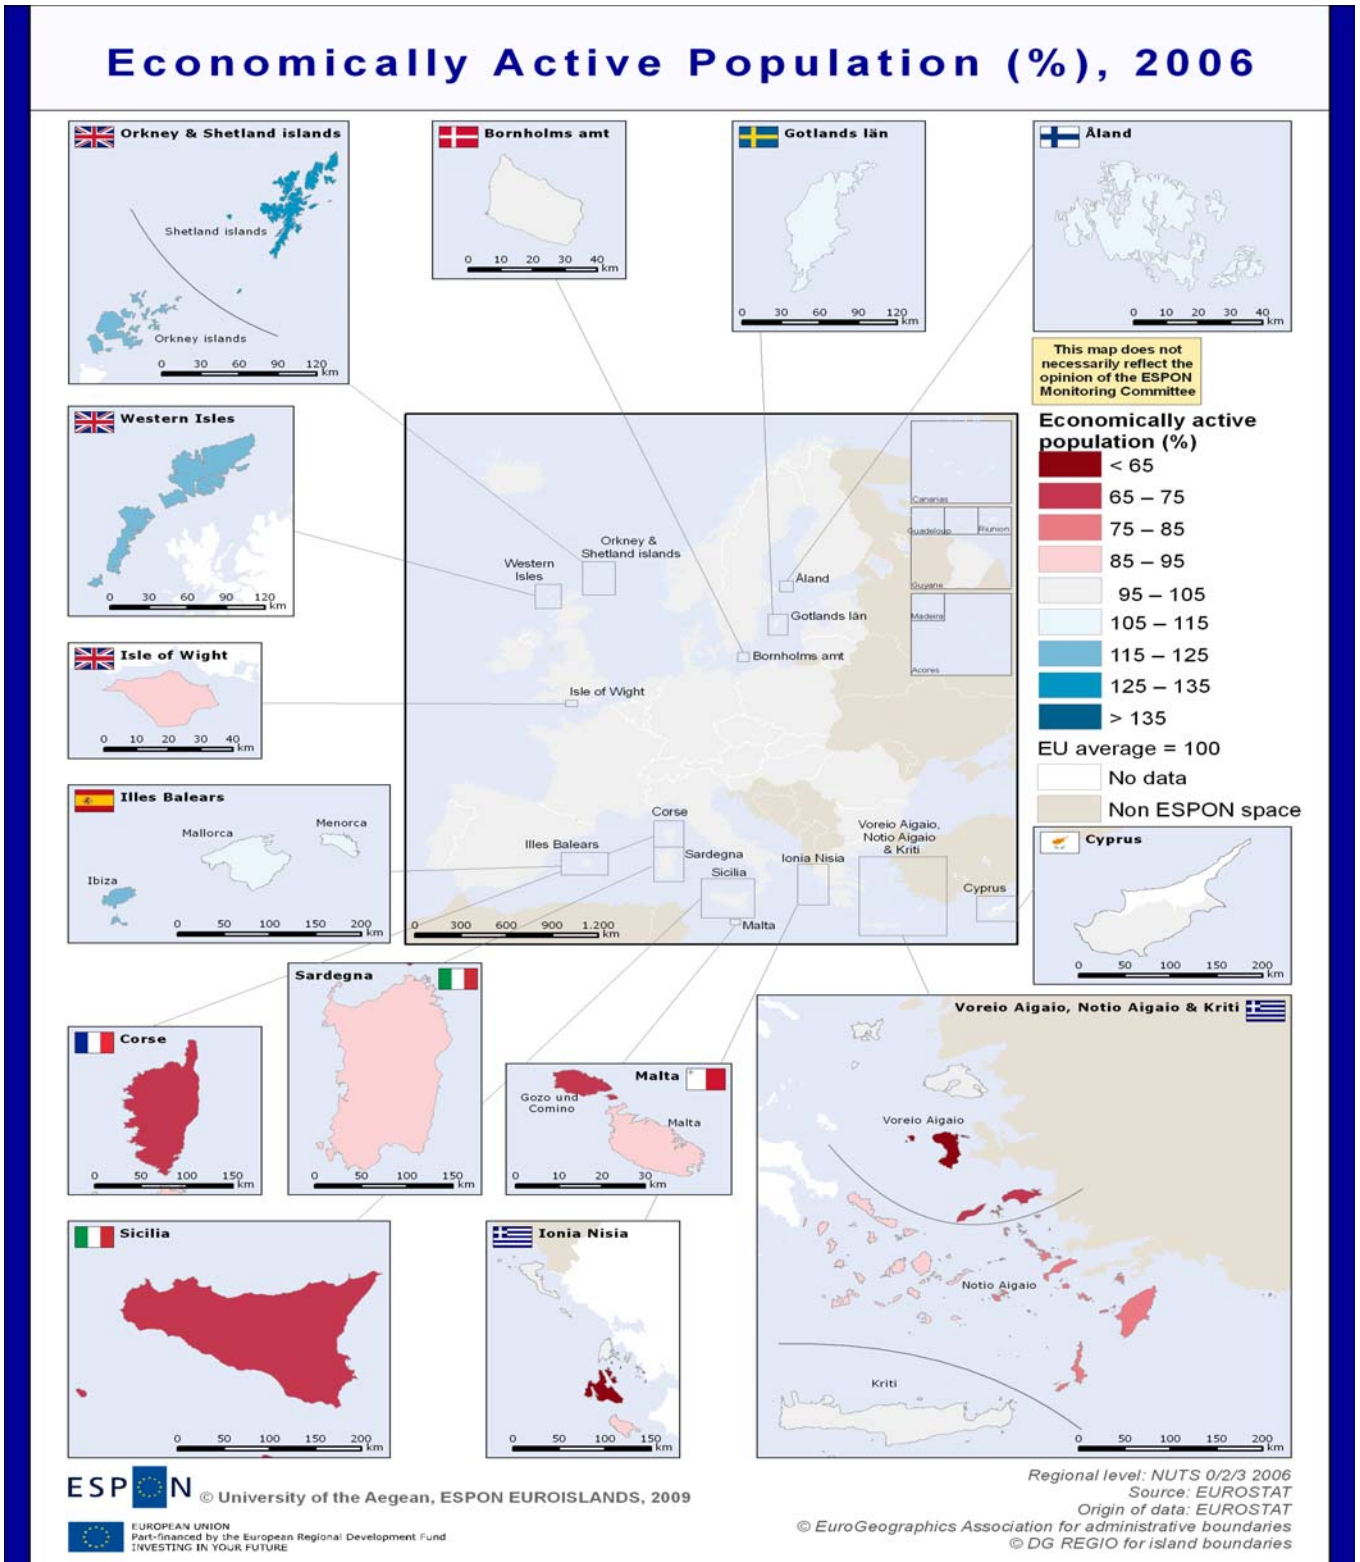 Economically Active Population (%), 2006
Orkney & Shetland islands
Shetland islands
Orkney islands
0 30 60 90 120
km
Bornholms amt
0 10 20 30 40
km
Gotlands län
0 30 60 90 120
km
Åland
0 10 20 30 40
km
This map does not
necessarily reflect the
opinion of the ESPON
Monitoring Committee
Western Isles
0 30 60 90 120
km
Isle of Wight
0 10 20 30 40
km
Illes Balears
Mallorca
Menorca
Ibiza
0 50 100 150 200
km
Canarias
Guadeloup
Riunion
Guyane
Madeira
Acores
Orkney &
Shetland islands
Western
Isles
Åland
Gotlands län
Bornholms amt
Isle of Wight
Corse
Illes Balears
Sardegna
Sicilia
Malta
Ionia Nisia
Voreio Aigaio,
Notio Aigaio
& Kriti
Cyprus
0 300 600 900 1.200
km
Economically active
population (%)
< 65
65 – 75
75 – 85
85 – 95
95 – 105
105 – 115
115 – 125
125 – 135
> 135
EU average = 100
No data
Non ESPON space
Cyprus
0 50 100 150 200
km
Sardegna
0 50 100 150
km
Corse
0 50 100 150
km
Malta
Gozo und
Comino
Malta
0 10 20 30
km
Voreio Aigaio, Notio Aigaio & Kriti
Voreio Aigaio
Notio Aigaio
Kriti
0 50 100 150 200
km
Sicilia
0 50 100 150 200
km
Ionia Nisia
0 50 100 150
km
ESPON © University of the Aegean, ESPON EUROISLANDS, 2009
EUROPEAN UNION
Part-financed by the European Regional Development Fund
INVESTING IN YOUR FUTURE
Regional level: NUTS 0/2/3 2006
Source: EUROSTAT
Origin of data: EUROSTAT
© EuroGeographics Association for administrative boundaries
© DG REGIO for island boundaries